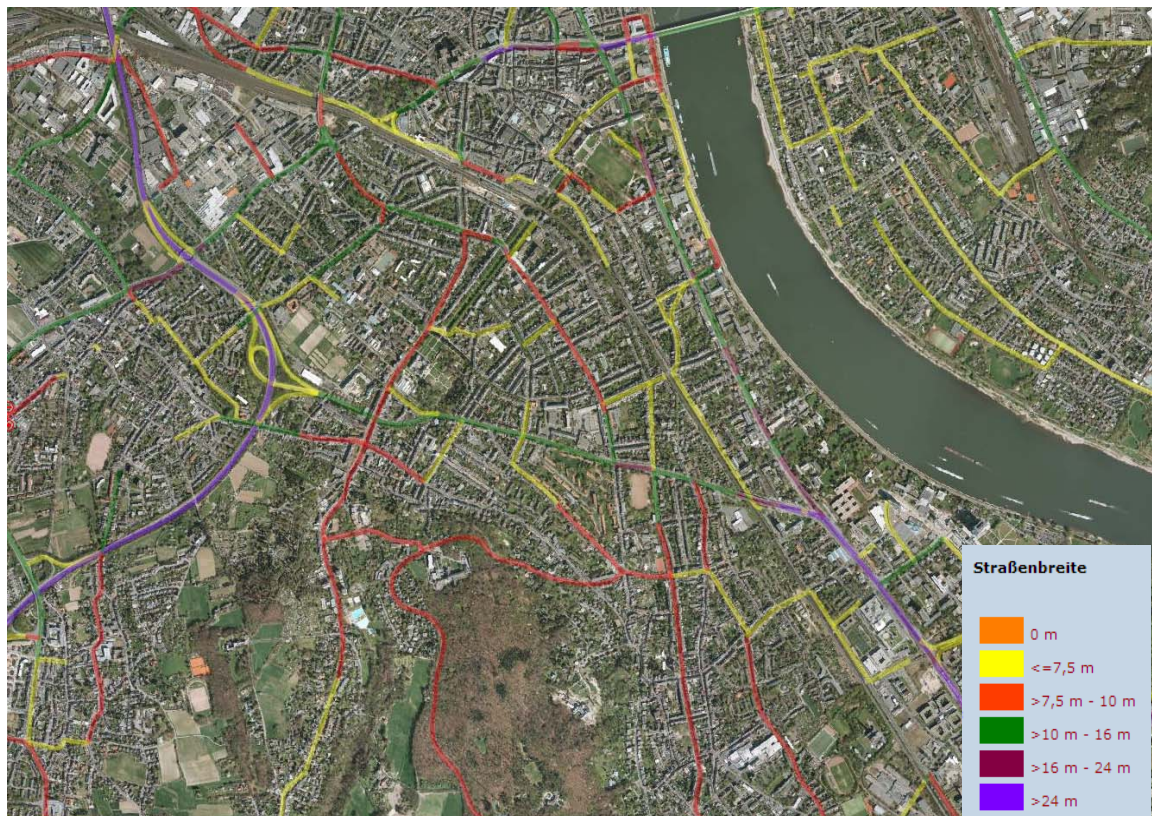 Straßenbreite
0 m
<=7,5 m
>7,5 m - 10 m
>10 m - 16 m
>16 m - 24 m
>24 m